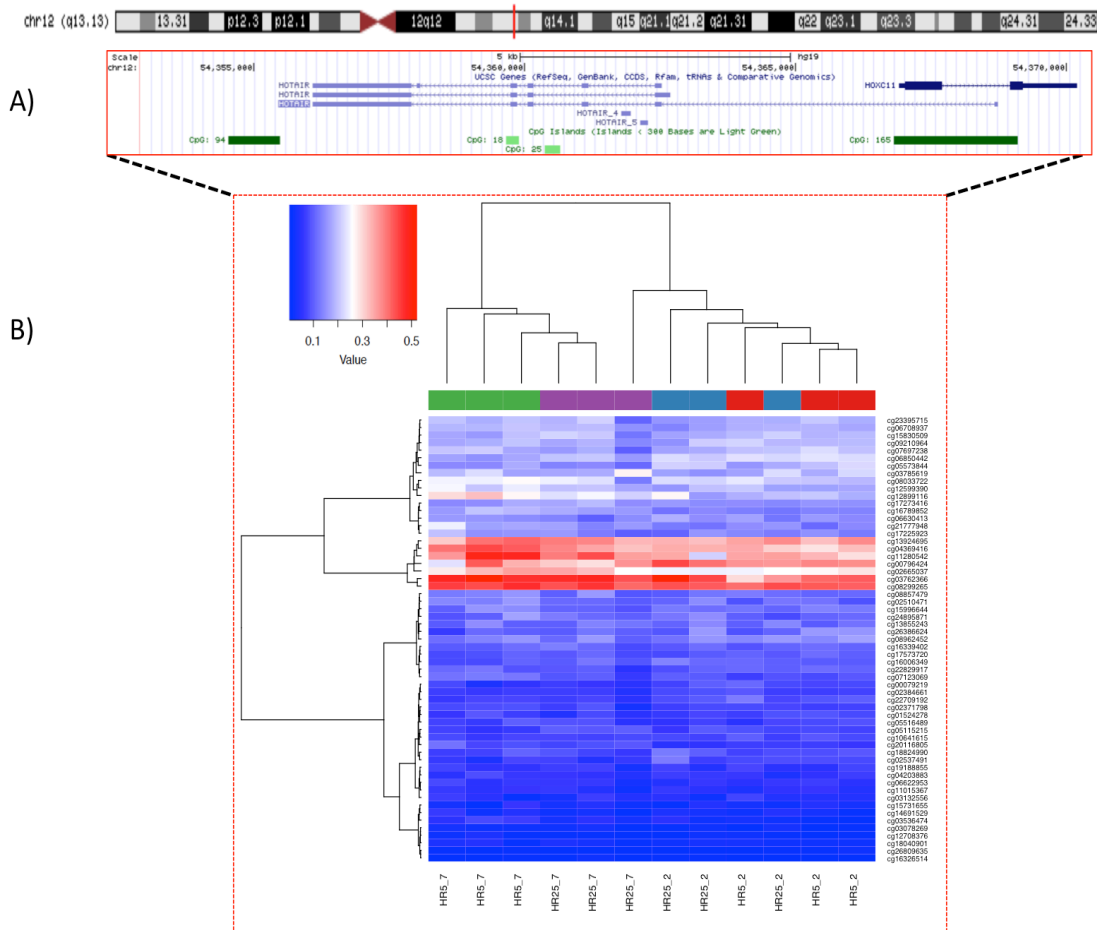 chr12 (q13.13) 13.31 p12.3 p12.1 12q12 q14.1 q15 q21.1 q21.2 q21.31 q22 q23.1 q23.3 q24.31 24.33
A)
Scale 5 kb hg19
chr12: 54,355,000 54,360,000 54,365,000 54,370,000
UCSC Genes (RefSeq, GenBank, CCDS, Rfam, tRNAs & Comparative Genomics)
HOTAIR HOXC11
HOTAIR
HOTAIR
HOTAIR_4
HOTAIR_5
CpG Islands (Islands < 300 Bases are Light Green)
CpG: 94 CpG: 18 CpG: 165
CpG: 25
B)
0.1 0.3 0.5
Value
cg23395715
cg06708937
cg15830509
cg09210964
cg07697238
cg06850442
cg05573844
cg03785619
cg08033722
cg12599390
cg12899116
cg17273416
cg16789852
cg06630413
cg21777948
cg17225923
cg13924695
cg04369416
cg11280542
cg00796424
cg02665037
cg03762366
cg08299265
cg08857479
cg02510471
cg15996644
cg24895871
cg13855243
cg26386624
cg08962452
cg16339402
cg17573720
cg16006349
cg22829917
cg07123069
cg00079219
cg02384661
cg22709192
cg02371798
cg01524278
cg05516489
cg05115215
cg10641615
cg20116805
cg18824990
cg02537491
cg19188855
cg04203883
cg06622953
cg11015367
cg03132556
cg15731655
cg14691529
cg03536474
cg03078269
cg12708376
cg18040901
cg26809635
cg16326514
HR5_7 HR5_7 HR5_7 HR25_7 HR25_7 HR25_7 HR25_2 HR25_2 HR5_2 HR25_2 HR5_2 HR5_2